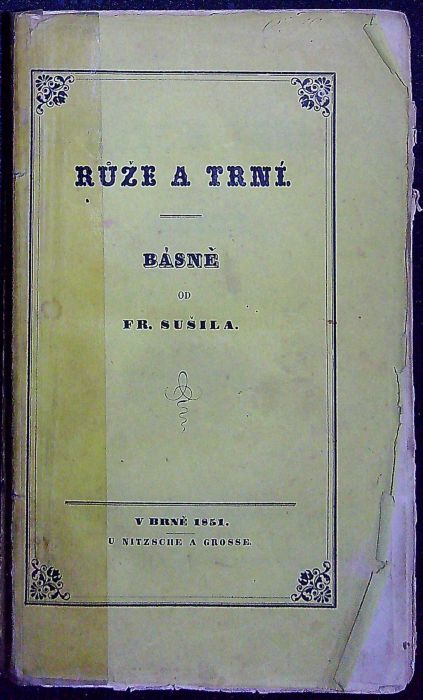 RŮŽE A TRNÍ.
BÁSNĚ
OD
FR. SUŠILA.
V BRNĚ 1851.
U NITZSCHE A GROSSE.